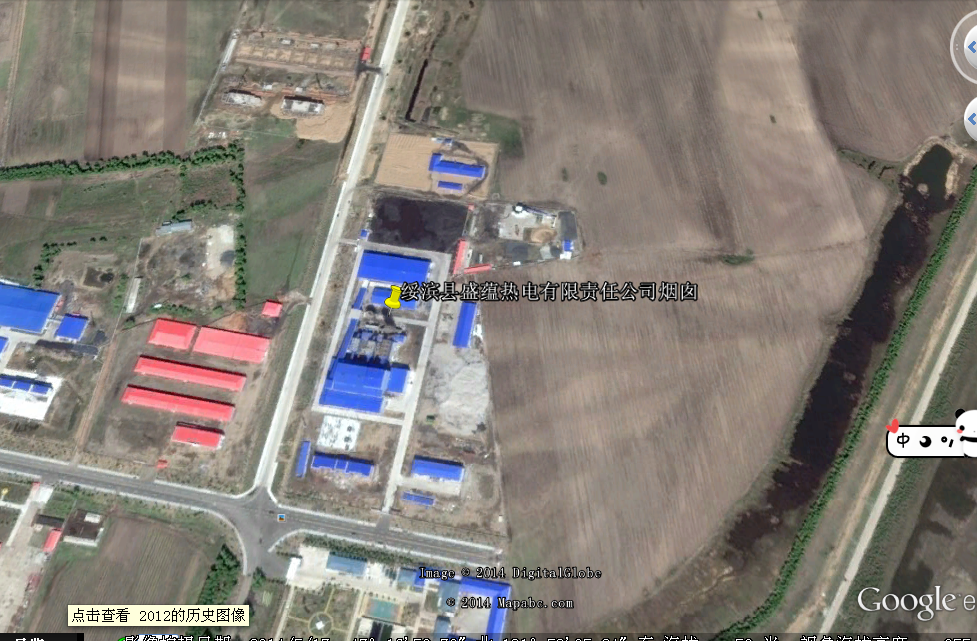 绥滨县盛蕴热电有限责任公司烟囱
中
Image © 2014 DigitalGlobe
© 2014 Mapabc.com
Google e
点击查看 2012的历史图像